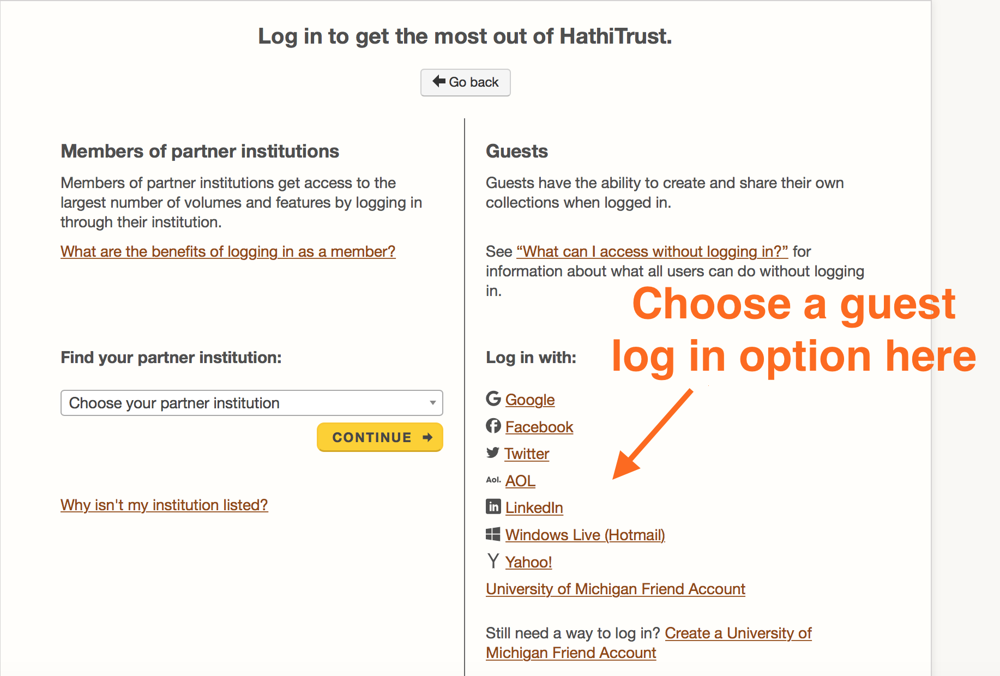 Log in to get the most out of HathiTrust.
Go back
Members of partner institutions
Members of partner institutions get access to the
largest number of volumes and features by logging in
through their institution.
What are the benefits of logging in as a member?
Find your partner institution:
Choose your partner institution
CONTINUE
Why isn't my institution listed?
Guests
Guests have the ability to create and share their own
collections when logged in.
See “What can I access without logging in?” for
information about what all users can do without logging
in.
Choose a guest
log in option here
Log in with:
Google
Facebook
Twitter
Aol. AOL
in LinkedIn
Windows Live (Hotmail)
Y Yahoo!
University of Michigan Friend Account
Still need a way to log in? Create a University of
Michigan Friend Account